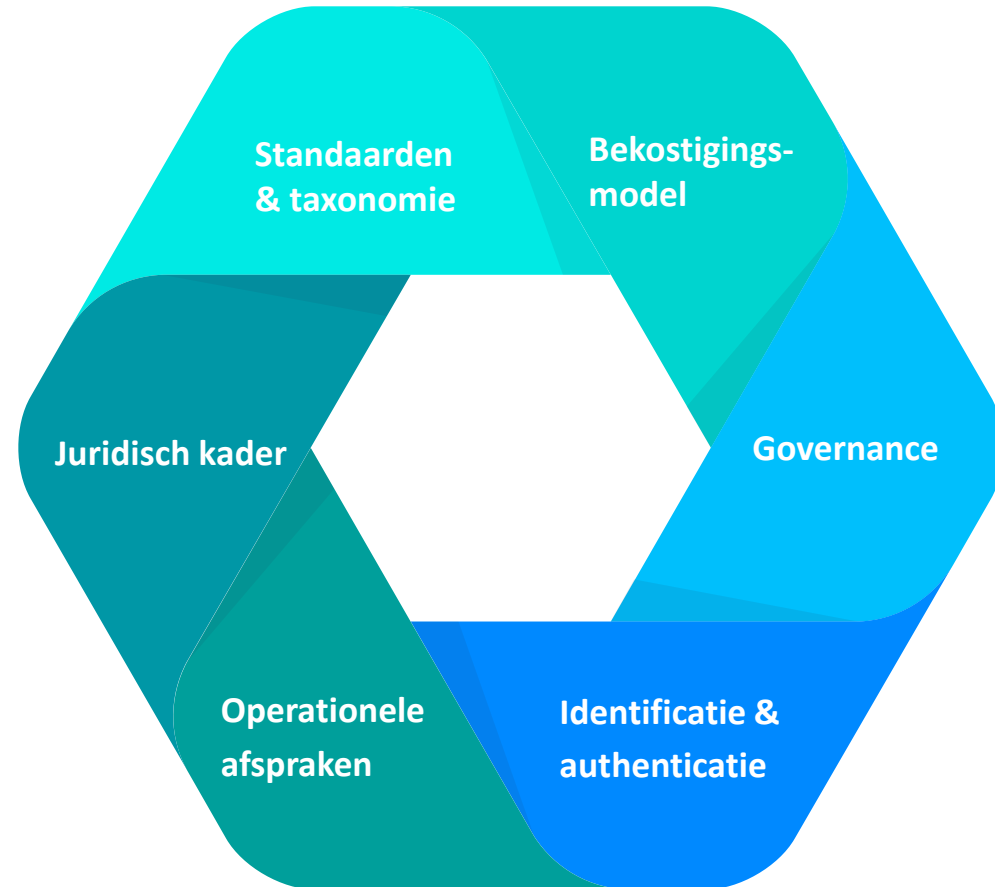 Standaarden
& taxonomie
Bekostigings-
model
Governance
Identificatie &
authenticatie
Operationele
afspraken
Juridisch kader